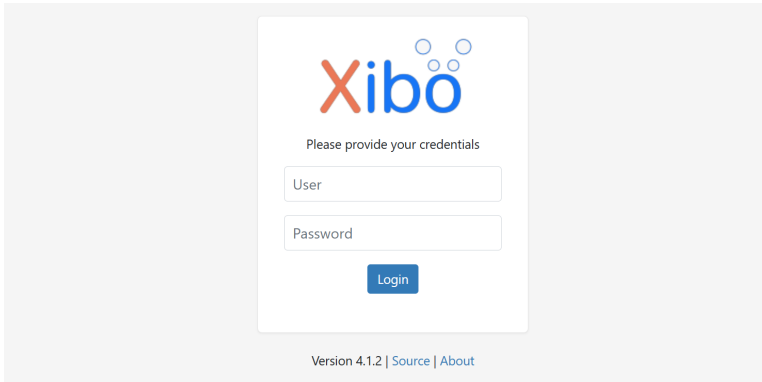 Xibo
Please provide your credentials
User
Password
Login
Version 4.1.2 | Source | About